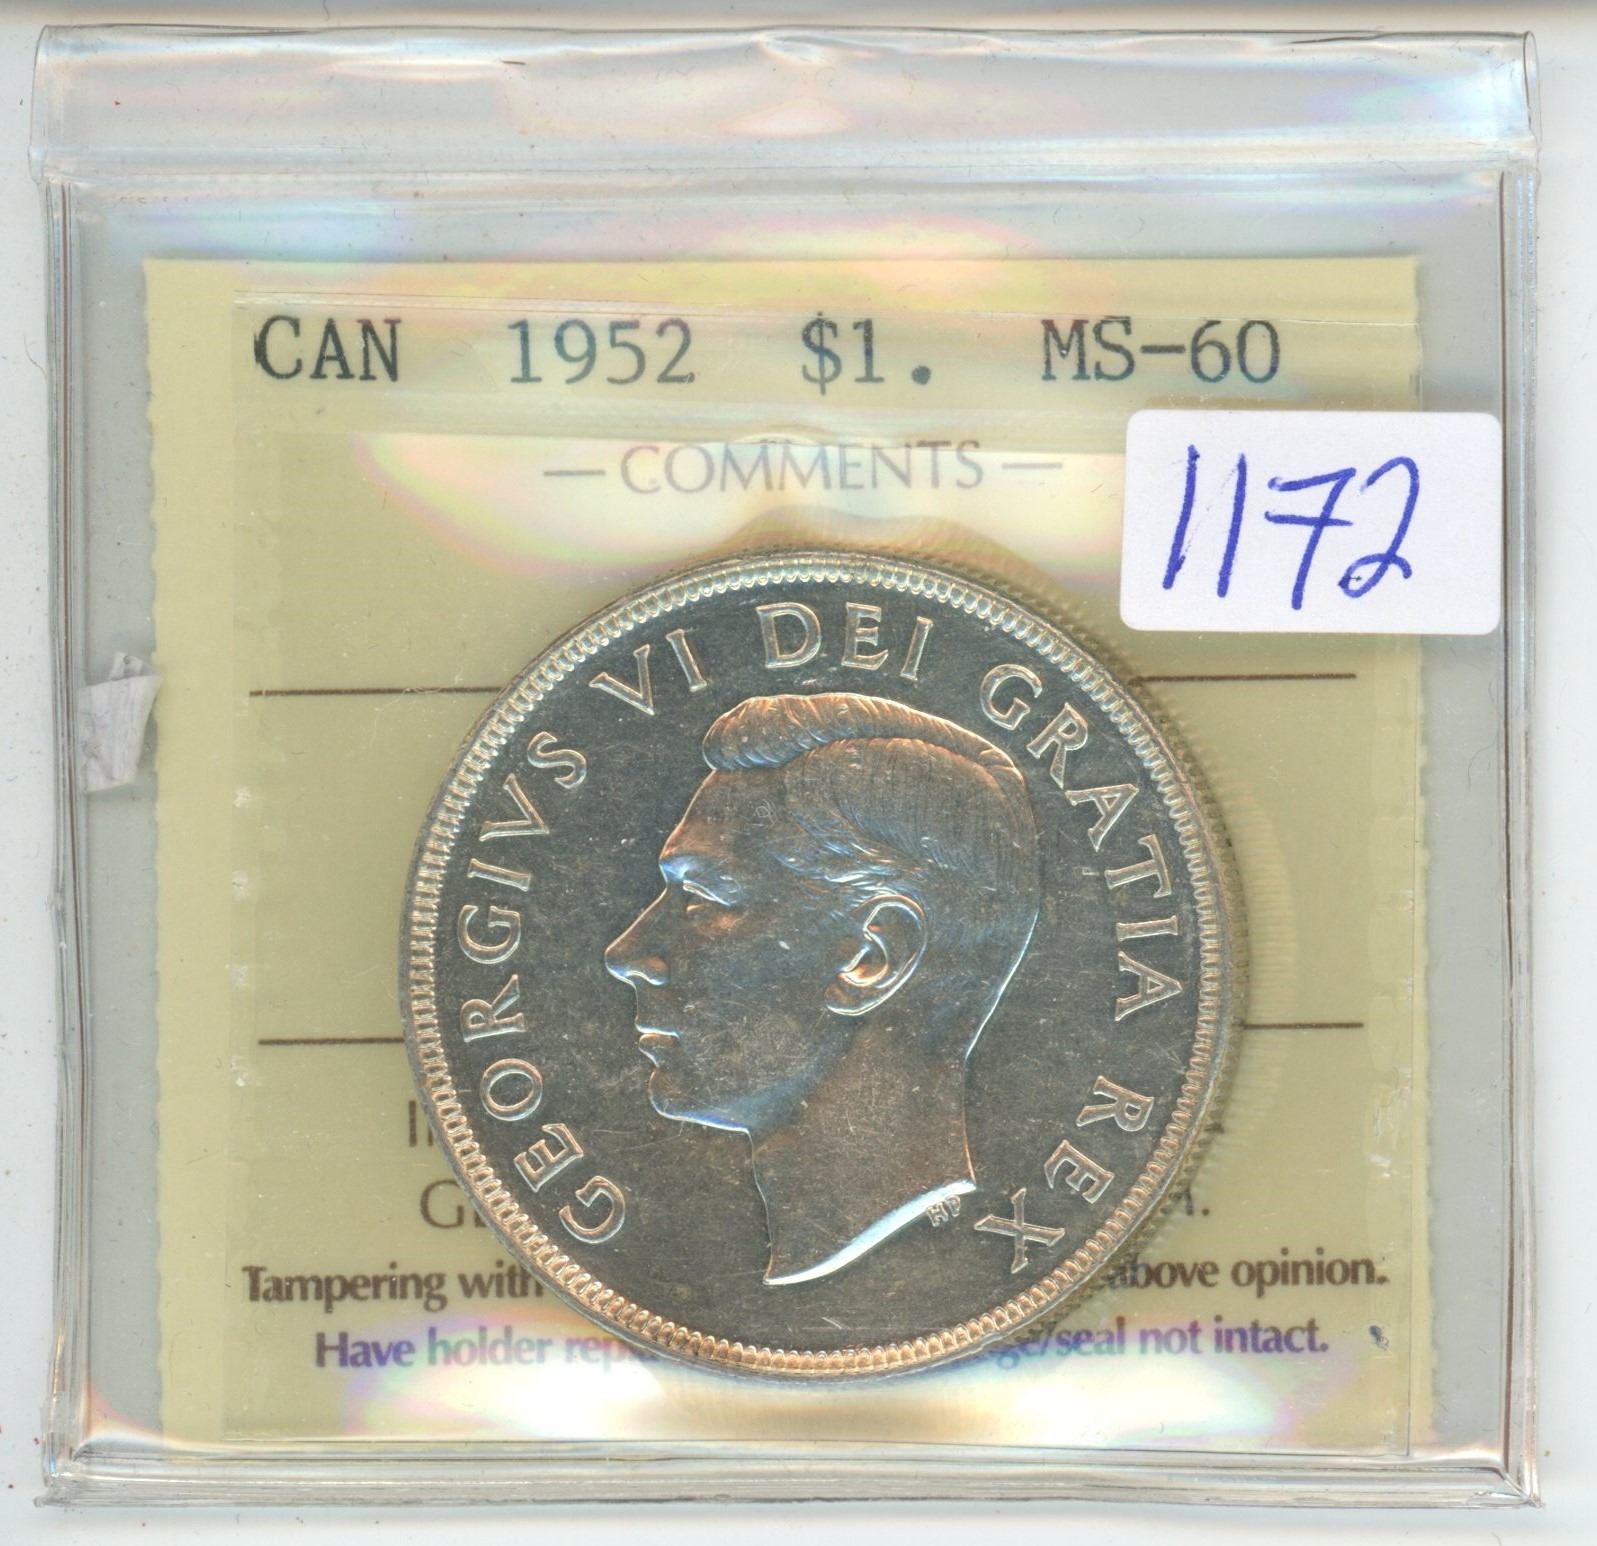 CAN 1952 $1. MS-60
— COMMENTS —
1172
GEORGIVS VI DEI GRATIA REX
HP
Tampering with above opinion.
Have holder seal not intact.